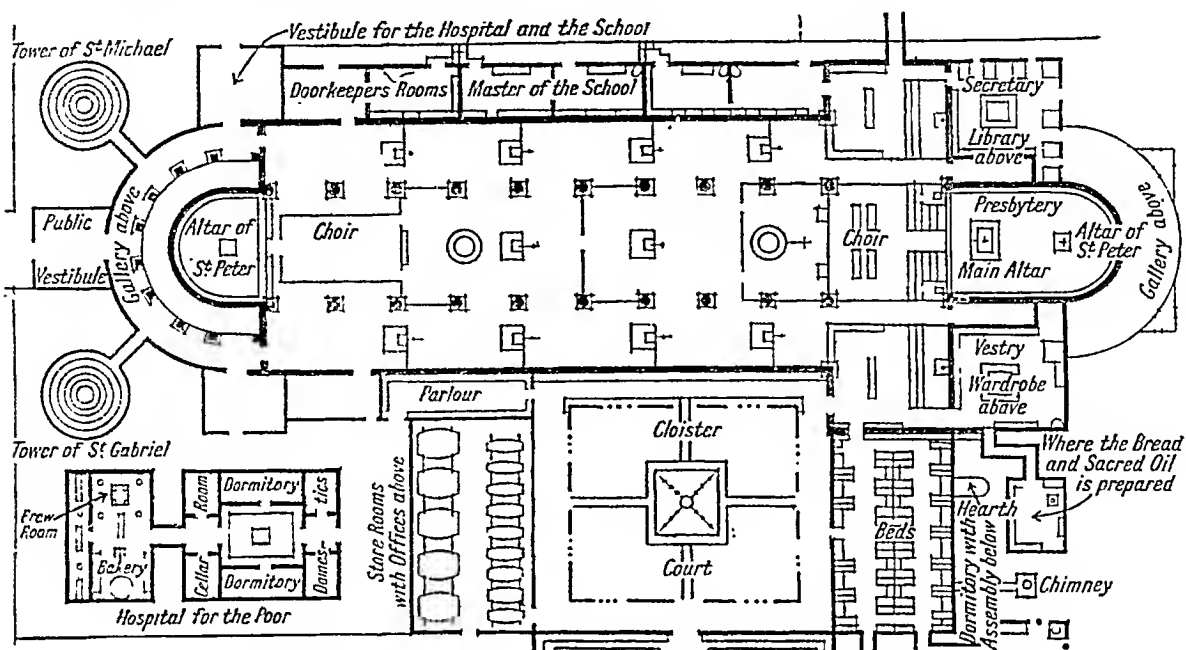 Tower of St Michael
Vestibule for the Hospital and the School
Doorkeepers Rooms
Master of the School
Secretary
Library
above
Public
Vestibule
Gallery above
Altar of
St Peter
Choir
Choir
Presbytery
Main Altar
Altar of
St Peter
Gallery above
Vestry
Wardrobe
above
Tower of St Gabriel
Parlour
Cloister
Court
Store Rooms
with Offices above
Where the Bread
and Sacred Oil
is prepared
Hearth
Beds
Dormitory with
Assembly below
Chimney
Brew
Room
Bakery
Room
Cellar
Dormitory
Dormitory
Domes-
tics
Hospital for the Poor